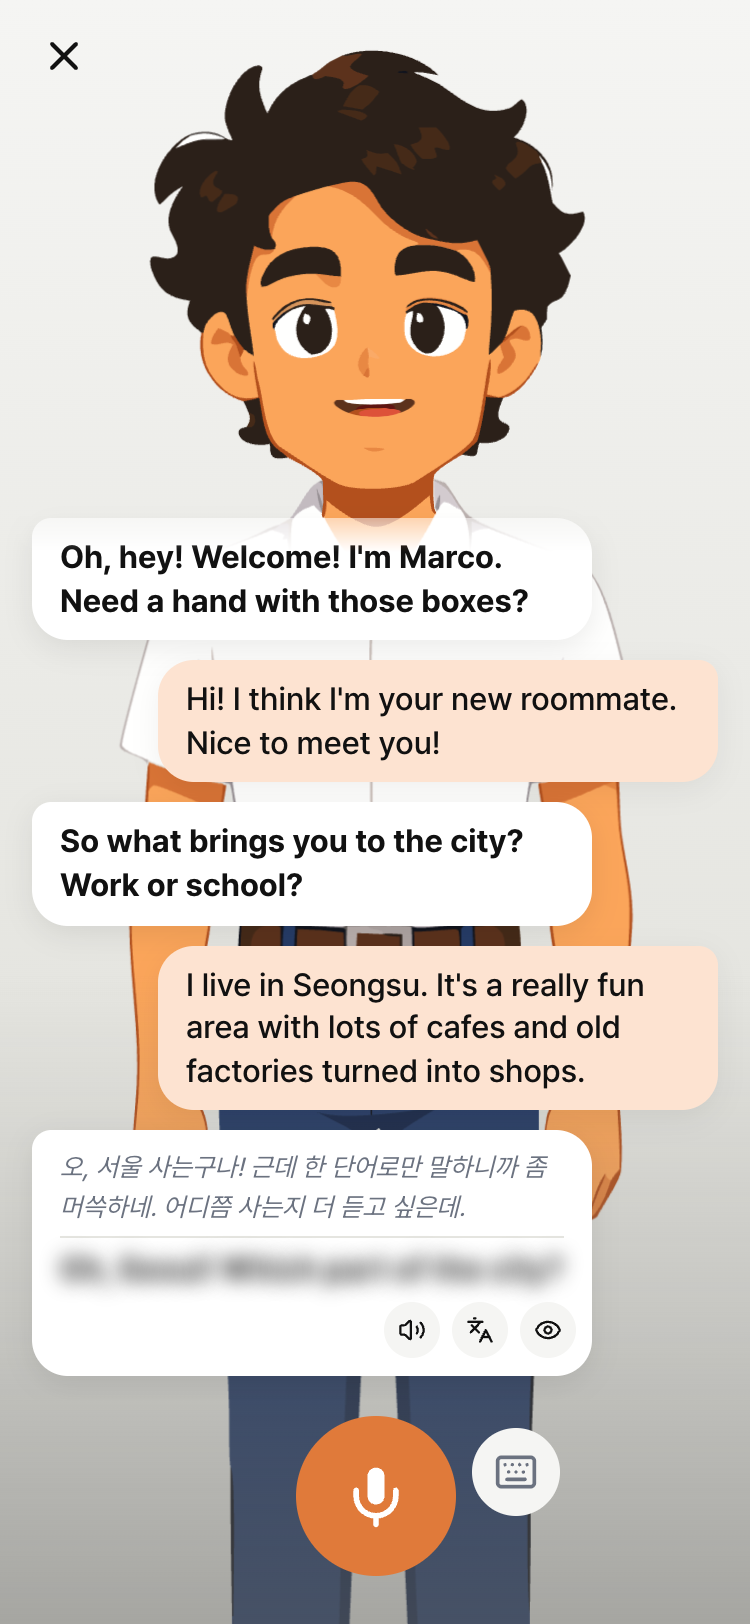 Oh, hey! Welcome! I'm Marco.
Need a hand with those boxes?
Hi! I think I'm your new roommate.
Nice to meet you!
So what brings you to the city?
Work or school?
I live in Seongsu. It's a really fun
area with lots of cafes and old
factories turned into shops.
오, 서울 사는구나! 근데 한 단어로만 말하니까 좀
머쓱하네. 어디쯤 사는지 더 듣고 싶은데.